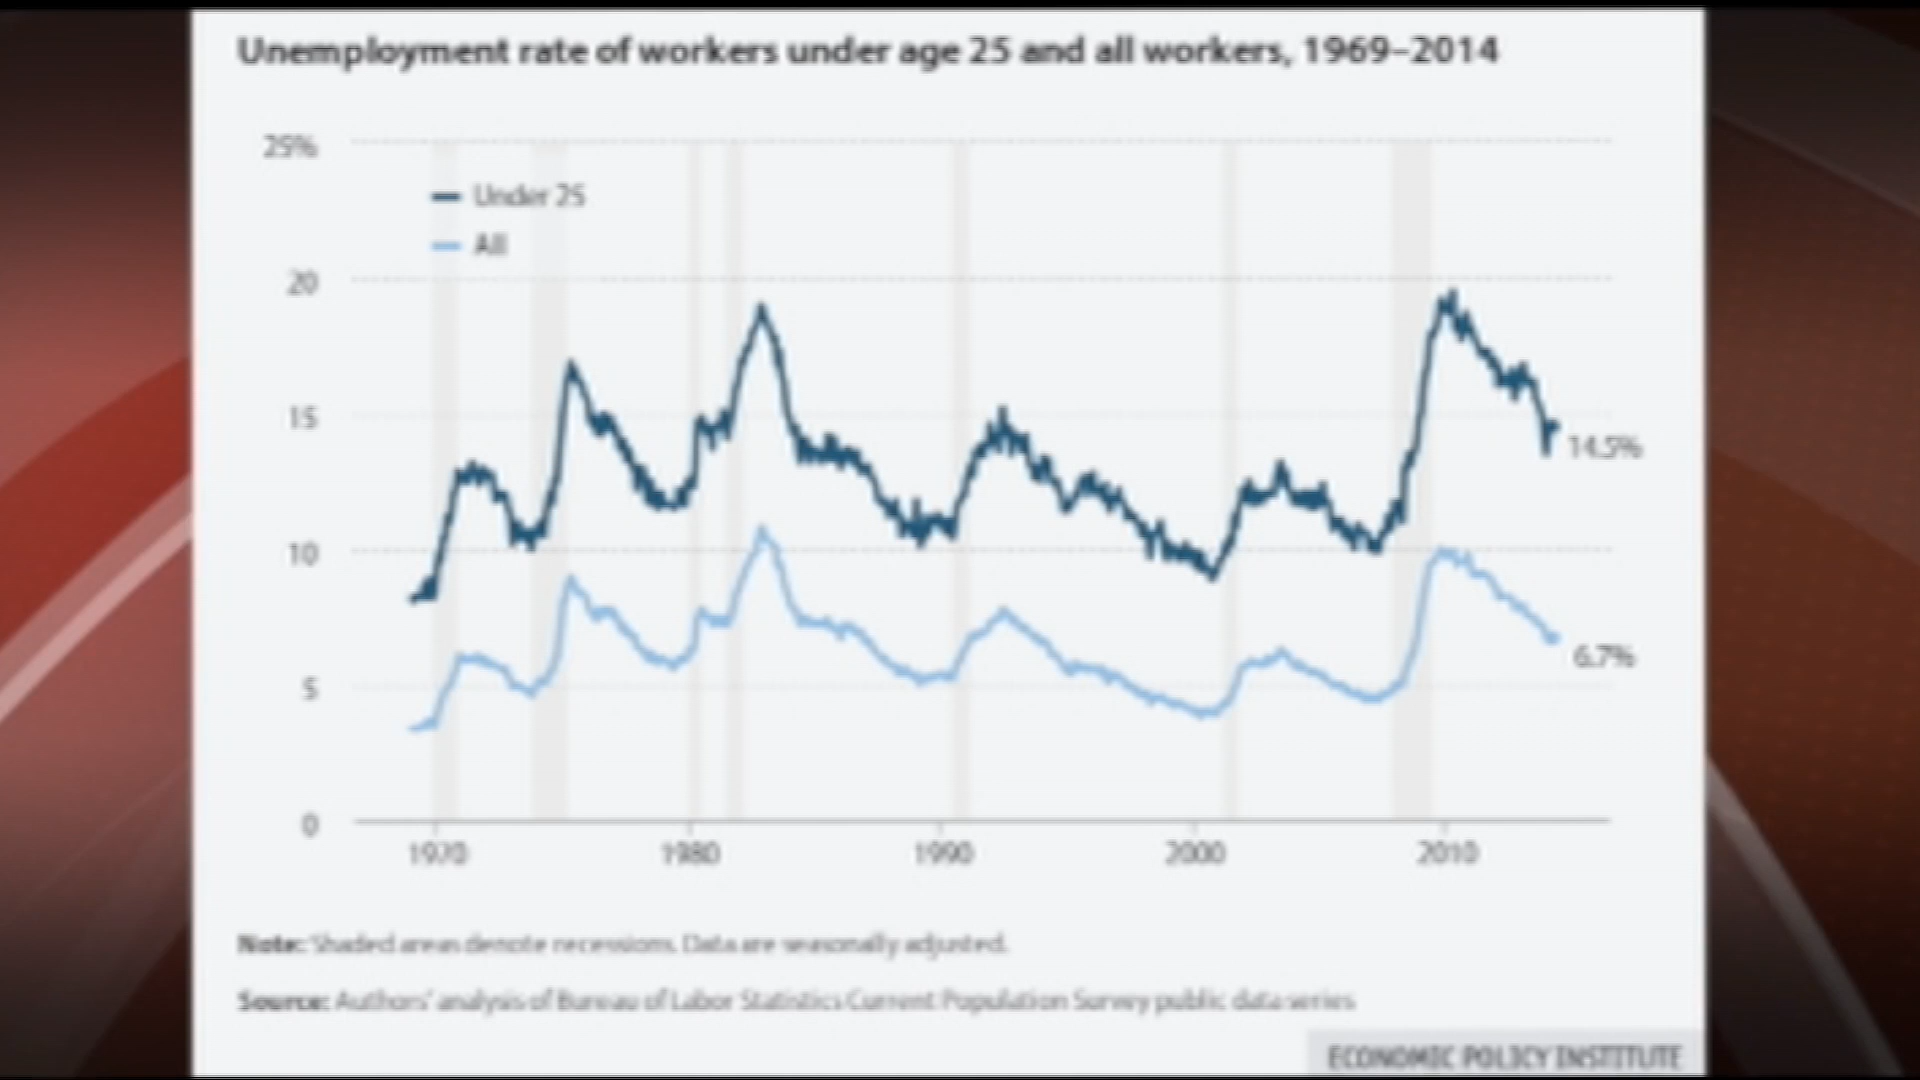 Unemployment rate of workers under age 25 and all workers, 1969–2014
25%
Under 25
All
20
15
14.5%
10
6.7%
5
0
1970 1980 1990 2000 2010
Note: Shaded areas denote recessions. Data are seasonally adjusted.
Source: Authors' analysis of Bureau of Labor Statistics Current Population Survey public data series
ECONOMIC POLICY INSTITUTE